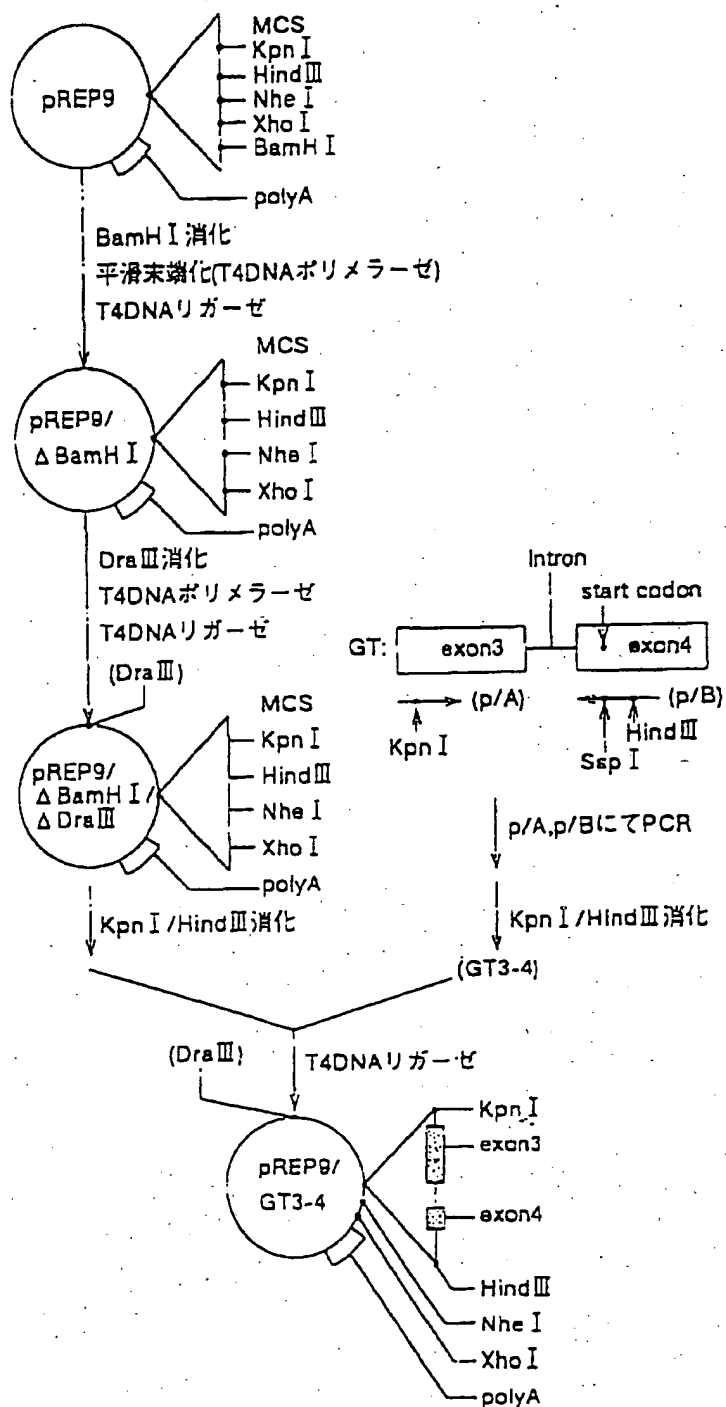 MCS
Kpn I
Hind III
Nhe I
Xho I
BamH I
pREP9
polyA
BamH I 消化
平滑末端化(T4DNAポリメラーゼ)
T4DNAリガーゼ
MCS
Kpn I
Hind III
Nhe I
Xho I
pREP9/
Δ BamH I
polyA
Dra III 消化
T4DNAポリメラーゼ
T4DNAリガーゼ
(Dra III)
Intron
start codon
GT:
exon3
exon4
(p/A)
(p/B)
Kpn I
Hind III
Ssp I
MCS
Kpn I
Hind III
Nhe I
Xho I
pREP9/
Δ BamH I /
Δ Dra III
polyA
p/A,p/BにてPCR
Kpn I/Hind III 消化
Kpn I/Hind III 消化
(GT3-4)
(Dra III)
T4DNAリガーゼ
pREP9/
GT3-4
Kpn I
exon3
exon4
Hind III
Nhe I
Xho I
polyA